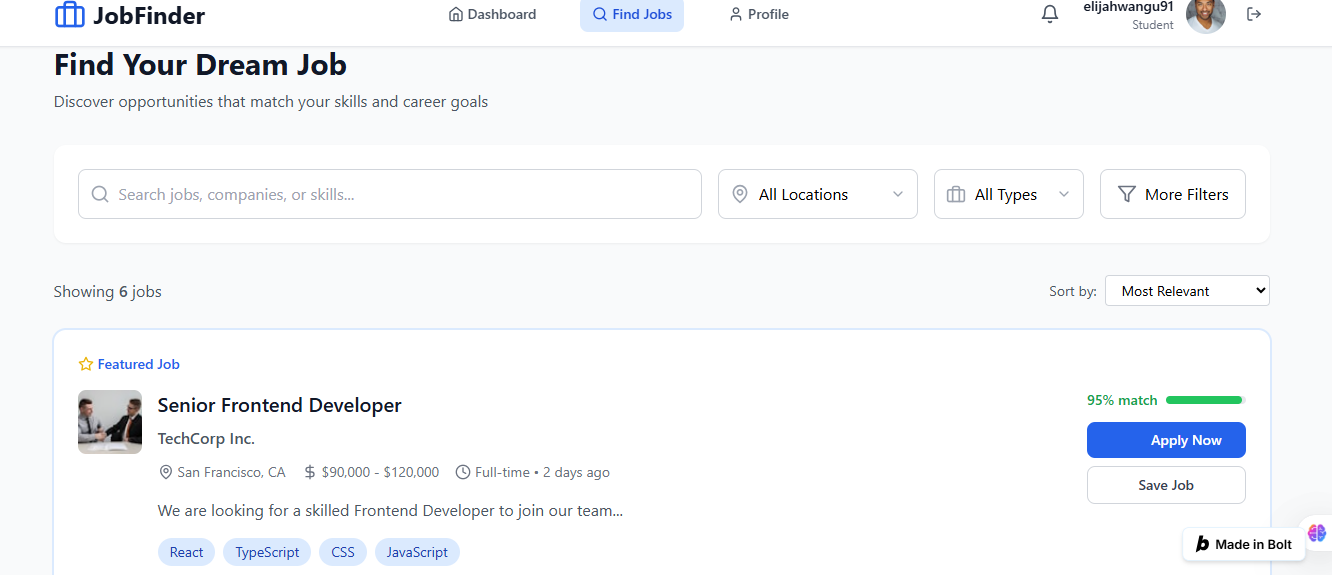 JobFinder
Dashboard
Find Jobs
Profile
elijahwangu91
Student
Find Your Dream Job
Discover opportunities that match your skills and career goals
Search jobs, companies, or skills...
All Locations
All Types
More Filters
Showing 6 jobs
Sort by: Most Relevant
Featured Job
Senior Frontend Developer
95% match
TechCorp Inc.
Apply Now
San Francisco, CA $ $90,000 - $120,000 Full-time • 2 days ago
Save Job
We are looking for a skilled Frontend Developer to join our team...
React TypeScript CSS JavaScript
b Made in Bolt